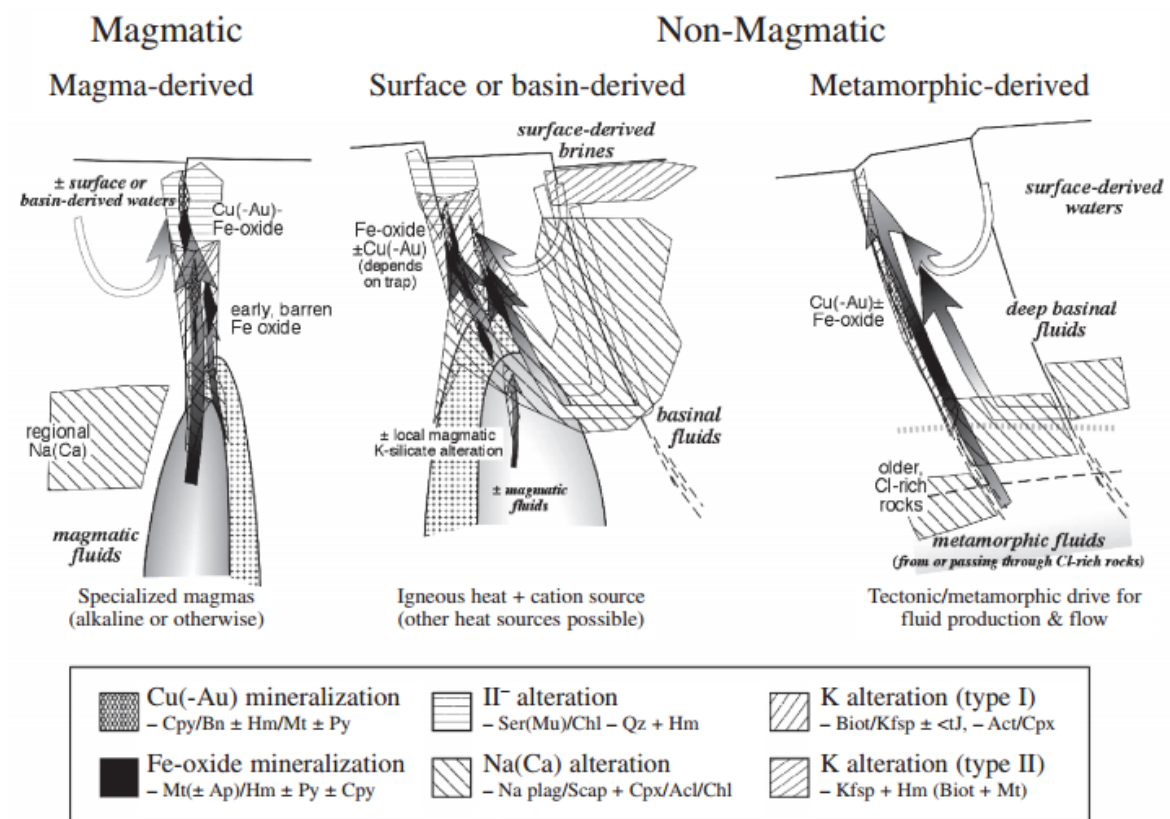 Magmatic
Non-Magmatic
Magma-derived
Surface or basin-derived
Metamorphic-derived
± surface or
basin-derived waters
Cu(-Au)-
Fe-oxide
early, barren
Fe oxide
regional
Na(Ca)
magmatic
fluids
Specialized magmas
(alkaline or otherwise)
surface-derived
brines
Fe-oxide
±Cu(-Au)
(depends
on trap)
± local magmatic
K-silicate alteration
± magmatic
fluids
basinal
fluids
Igneous heat + cation source
(other heat sources possible)
surface-derived
waters
Cu(-Au)±
Fe-oxide
deep basinal
fluids
older,
Cl-rich
rocks
metamorphic fluids
(from or passing through Cl-rich rocks)
Tectonic/metamorphic drive for
fluid production & flow
Cu(-Au) mineralization
– Cpy/Bn ± Hm/Mt ± Py
Fe-oxide mineralization
– Mt(± Ap)/Hm ± Py ± Cpy
II⁻ alteration
– Ser(Mu)/Chl – Qz + Hm
Na(Ca) alteration
– Na plag/Scap + Cpx/Acl/Chl
K alteration (type I)
– Biot/Kfsp ± <tJ, – Act/Cpx
K alteration (type II)
– Kfsp + Hm (Biot + Mt)